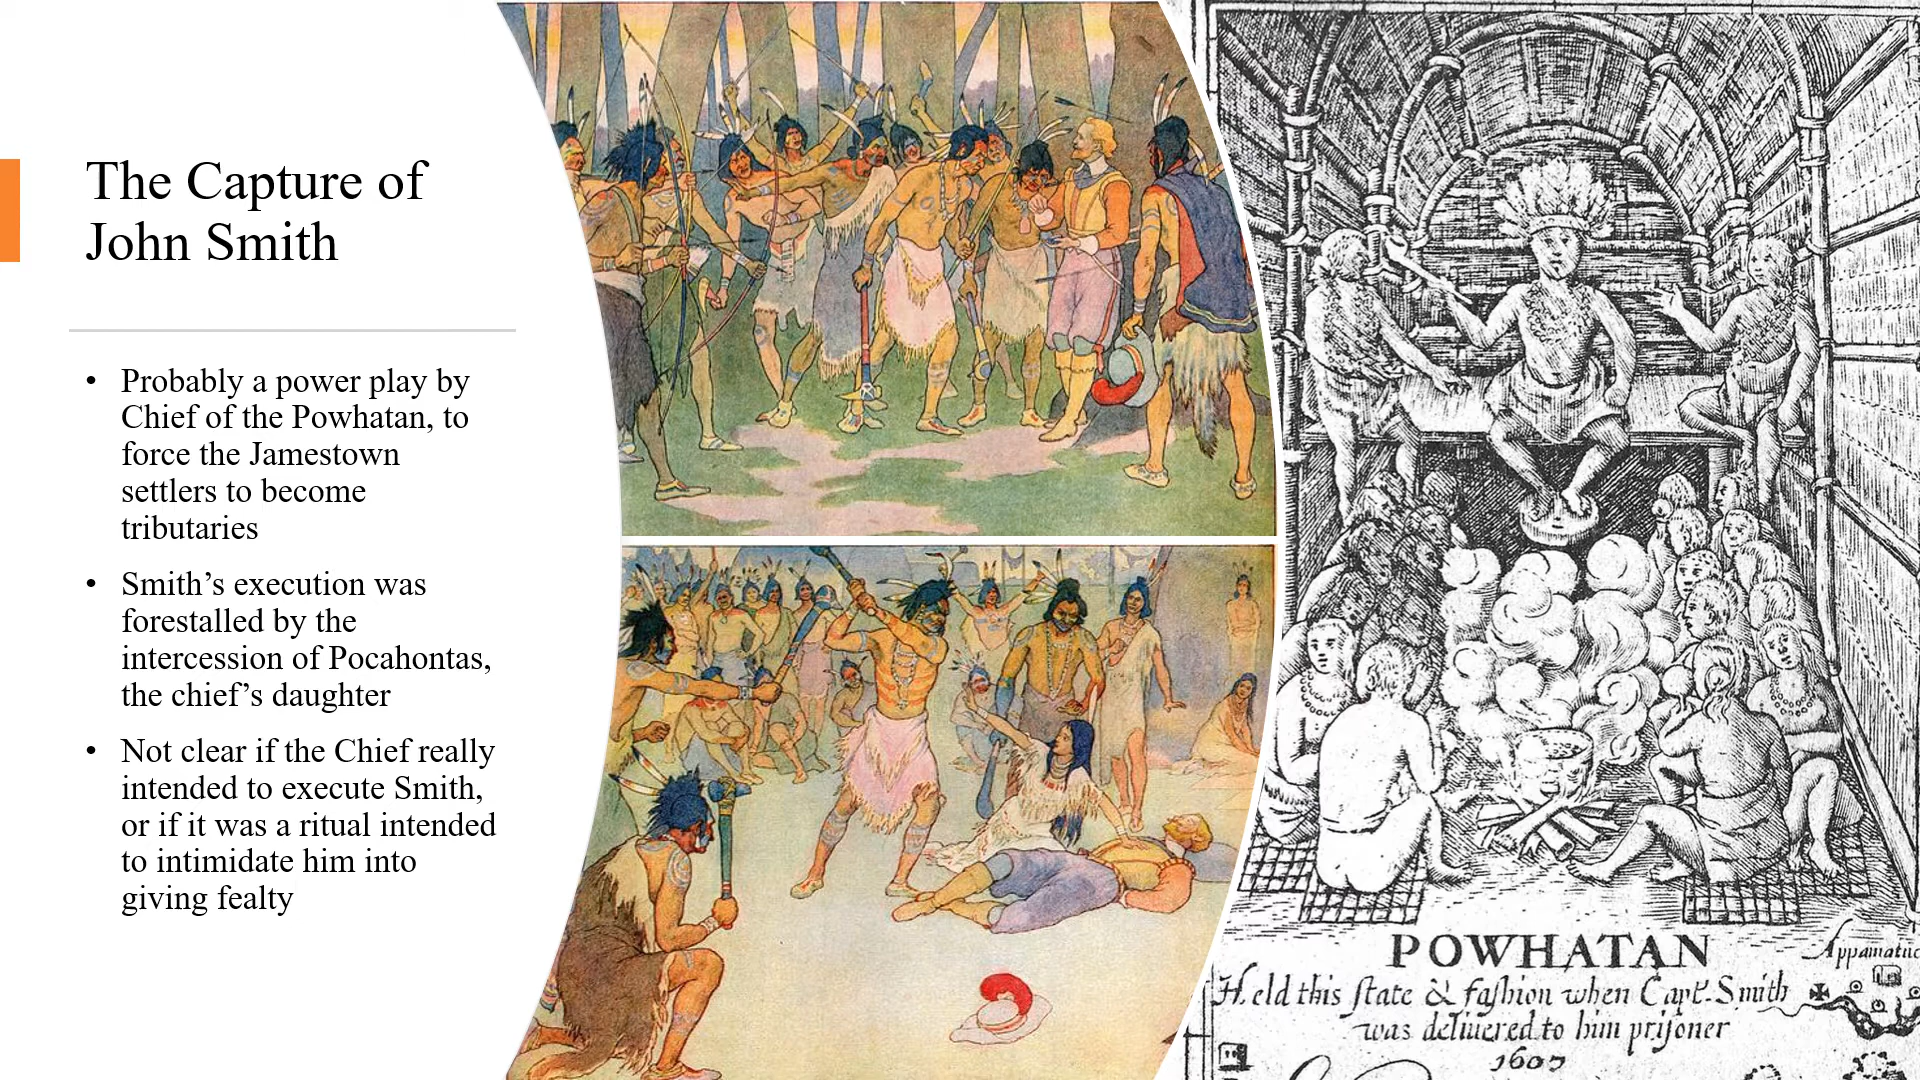 The Capture of
John Smith
• Probably a power play by
Chief of the Powhatan, to
force the Jamestown
settlers to become
tributaries
• Smith’s execution was
forestalled by the
intercession of Pocahontas,
the chief’s daughter
• Not clear if the Chief really
intended to execute Smith,
or if it was a ritual intended
to intimidate him into
giving fealty
POWHATAN
Held this ſtate & faſhion when Capt. Smith
was deliuered to him priſoner
1607
Appamatuc